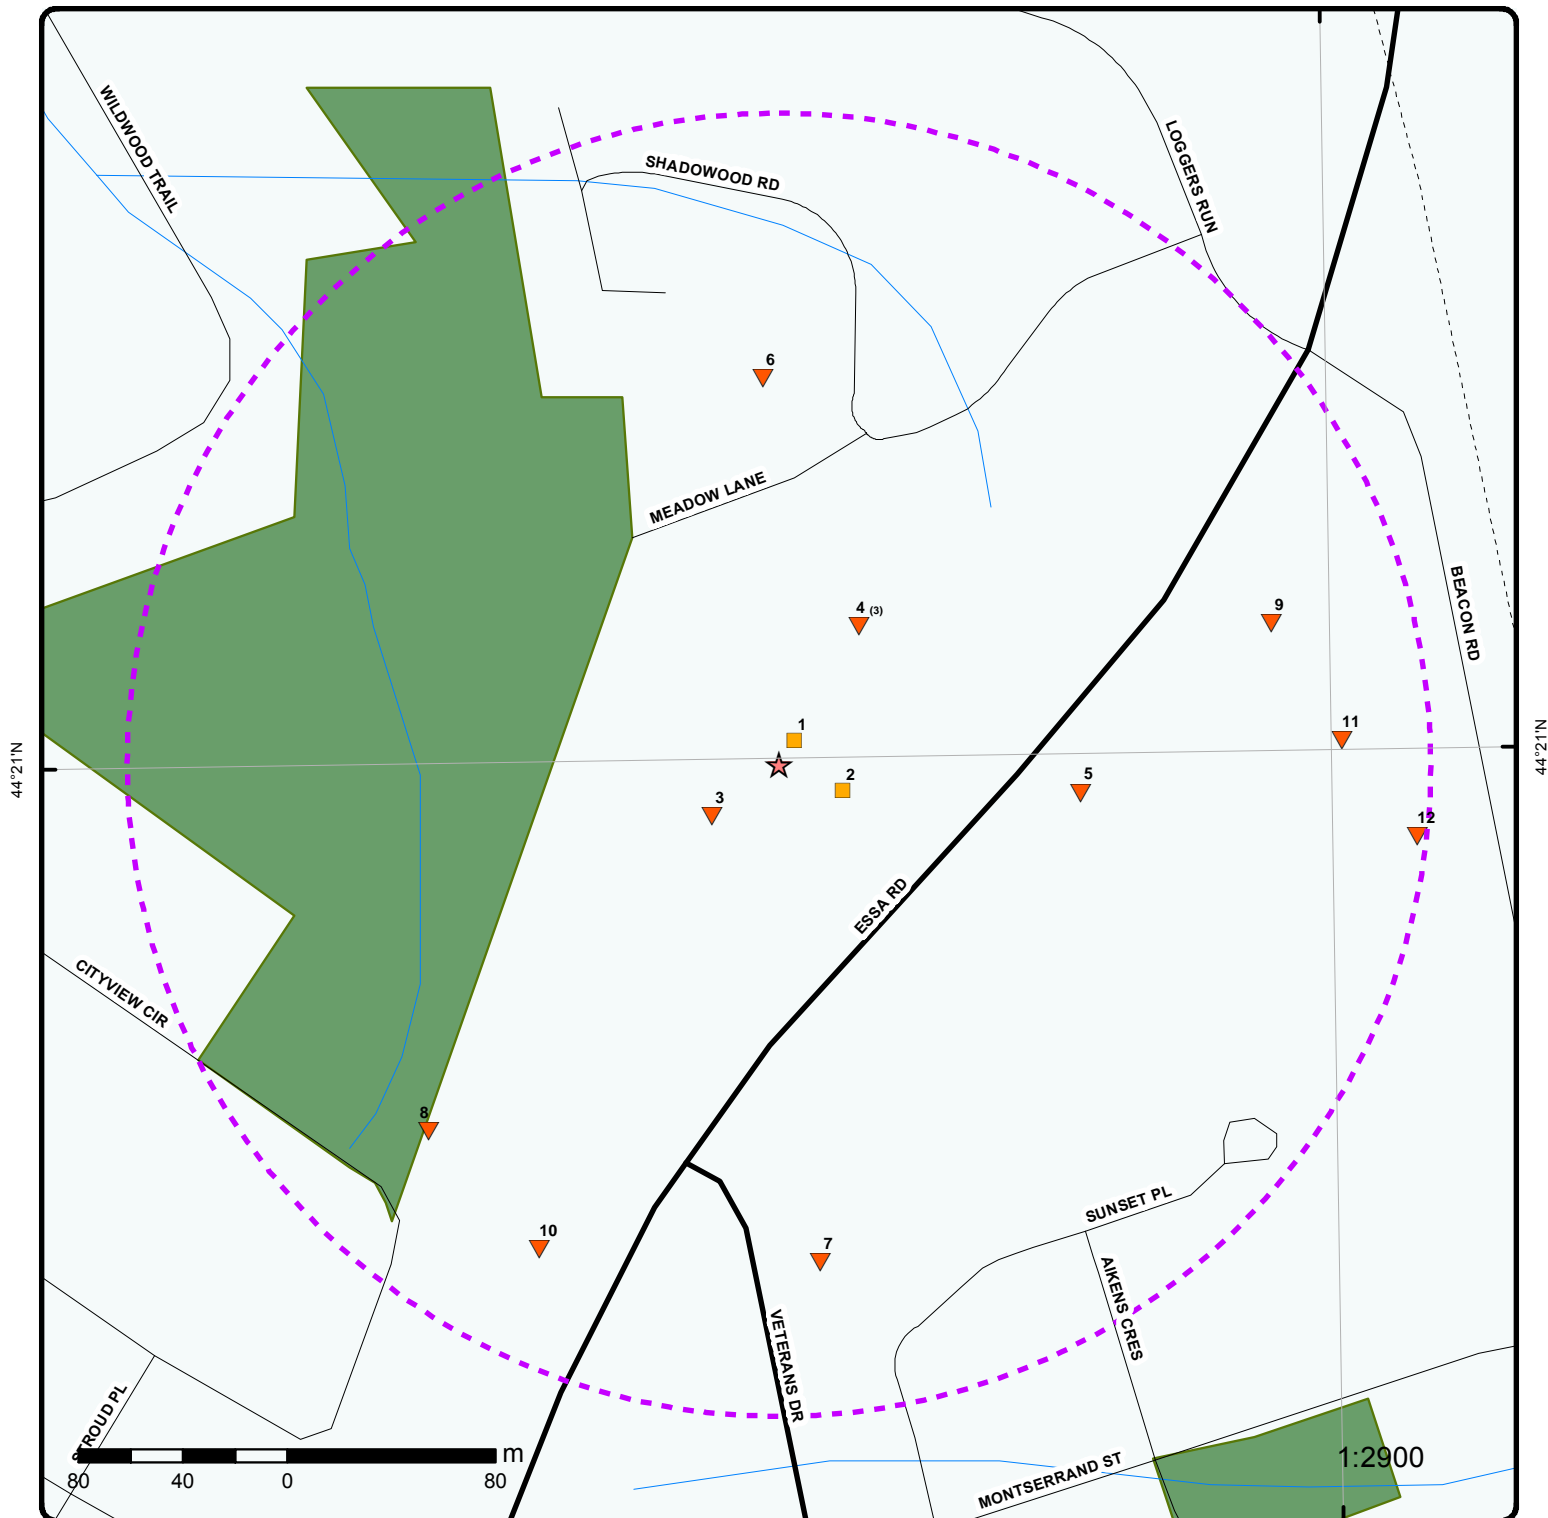 WILDWOOD TRAIL
SHADOWOOD RD
LOGGERS RUN
6
MEADOW LANE
4 (3)
9
BEACON RD
1
11
44°21'N
44°21'N
2
5
3
12
ESSA RD
CITYVIEW CIR
8
SUNSET PL
10
7
AIKENS CRES
VETERANS DR
STROUD PL
m
80 40 0 80
MONTSERRAND ST
1:2900